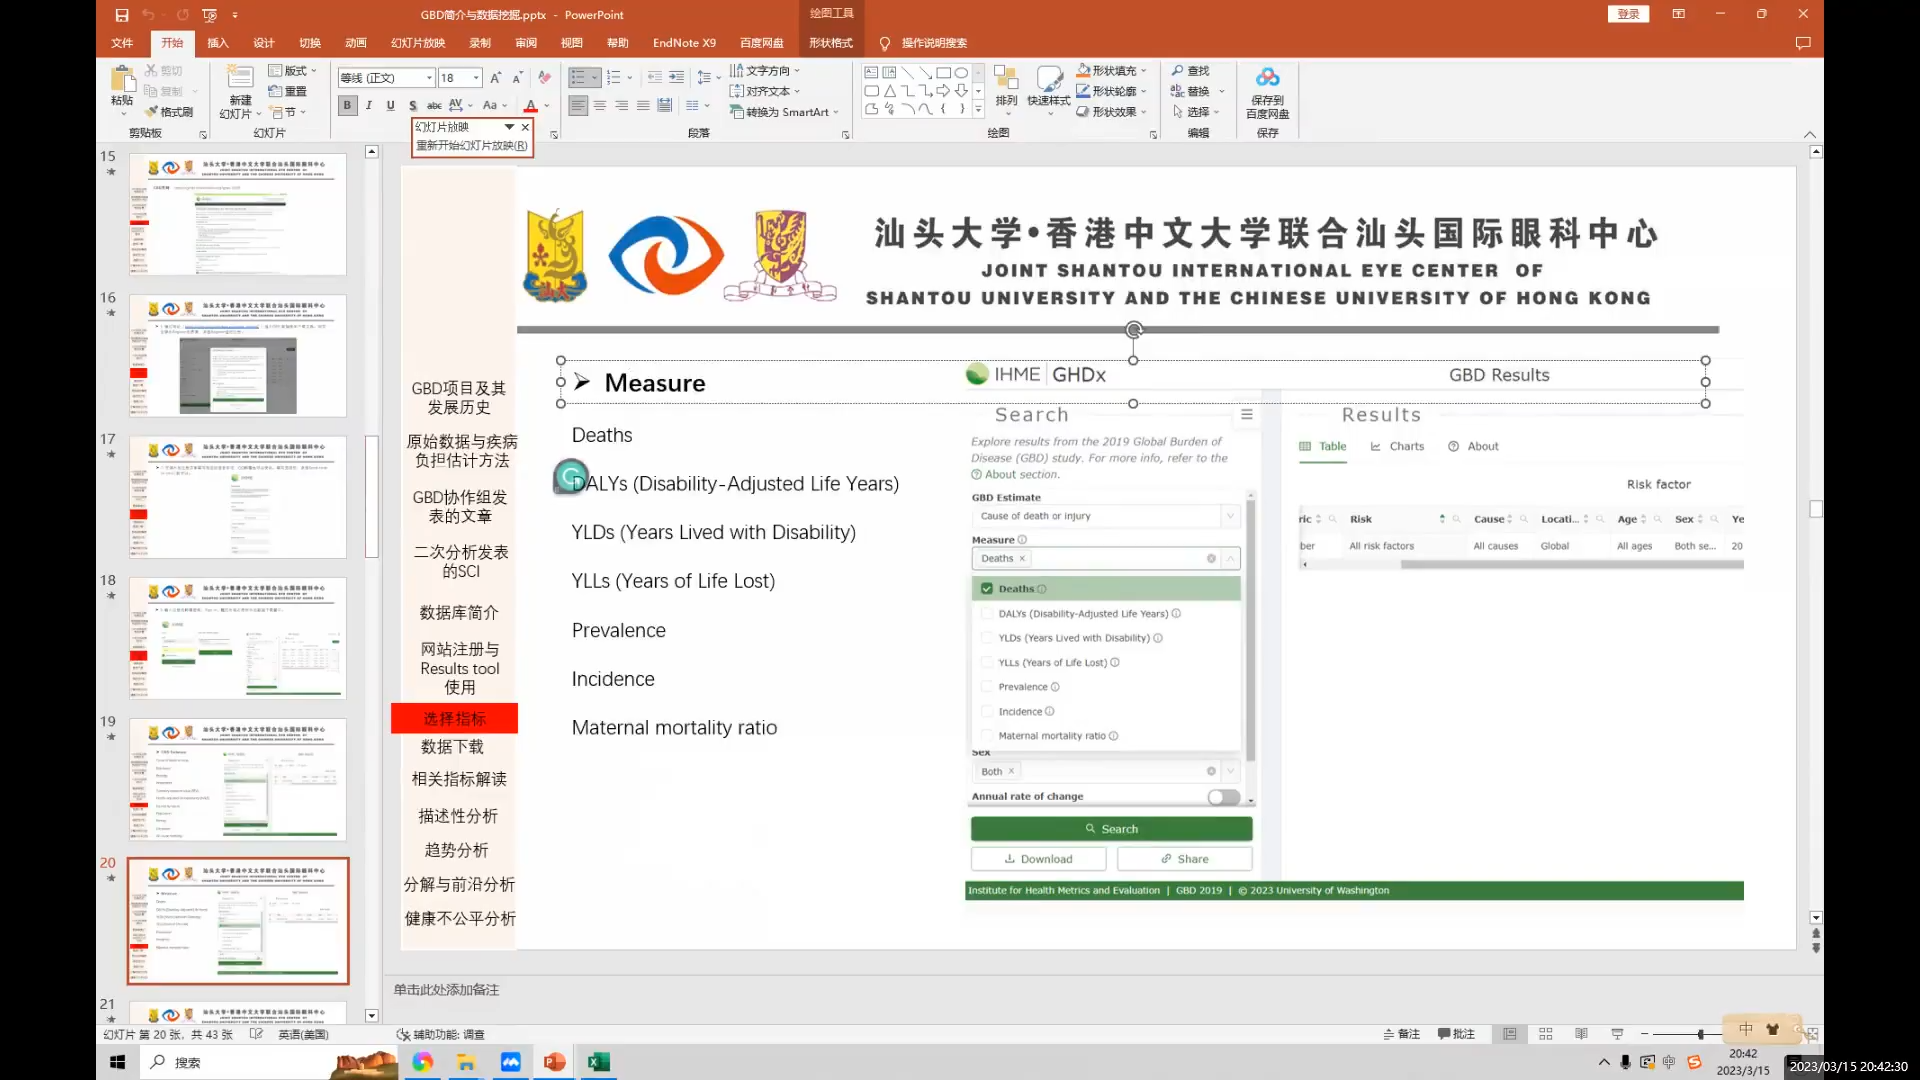 GBD简介与数据挖掘.pptx - PowerPoint
绘图工具
登录
文件 开始 插入 设计 切换 动画 幻灯片放映 录制 审阅 视图 帮助 EndNote X9 百度网盘 形状格式 操作说明搜索
粘贴
剪切
复制
格式刷
剪贴板
新建
幻灯片
版式
重置
节
幻灯片
等线 (正文) 18
幻灯片放映
重新开始幻灯片放映(R)
文字方向
对齐文本
转换为 SmartArt
段落
排列
快速样式
形状填充
形状轮廓
形状效果
绘图
查找
替换
选择
编辑
保存到
百度网盘
保存
15
16
17
18
19
20
21
汕头大学•香港中文大学联合汕头国际眼科中心
JOINT SHANTOU INTERNATIONAL EYE CENTER OF
SHANTOU UNIVERSITY AND THE CHINESE UNIVERSITY OF HONG KONG
GBD项目及其
发展历史
原始数据与疾病
负担估计方法
GBD协作组发
表的文章
二次分析发表
的SCI
数据库简介
网站注册与
Results tool
使用
选择指标
数据下载
相关指标解读
描述性分析
趋势分析
分解与前沿分析
健康不公平分析
➢ Measure
Deaths
DALYs (Disability-Adjusted Life Years)
YLDs (Years Lived with Disability)
YLLs (Years of Life Lost)
Prevalence
Incidence
Maternal mortality ratio
IHME GHDx
GBD Results
Search
Explore results from the 2019 Global Burden of
Disease (GBD) study. For more info, refer to the
About section.
GBD Estimate
Cause of death or injury
Measure
Deaths ×
Deaths
DALYs (Disability-Adjusted Life Years)
YLDs (Years Lived with Disability)
YLLs (Years of Life Lost)
Prevalence
Incidence
Maternal mortality ratio
Sex
Both ×
Annual rate of change
Search
Download
Share
Results
Table Charts About
Risk factor
ric Risk Cause Locati... Age Sex Ye
ber All risk factors All causes Global All ages Both se... 20
Institute for Health Metrics and Evaluation | GBD 2019 | © 2023 University of Washington
单击此处添加备注
幻灯片 第 20 张，共 43 张 英语(美国) 辅助功能: 调查
备注 批注
中
搜索
中
20:42
2023/3/15
2023/03/15 20:42:30